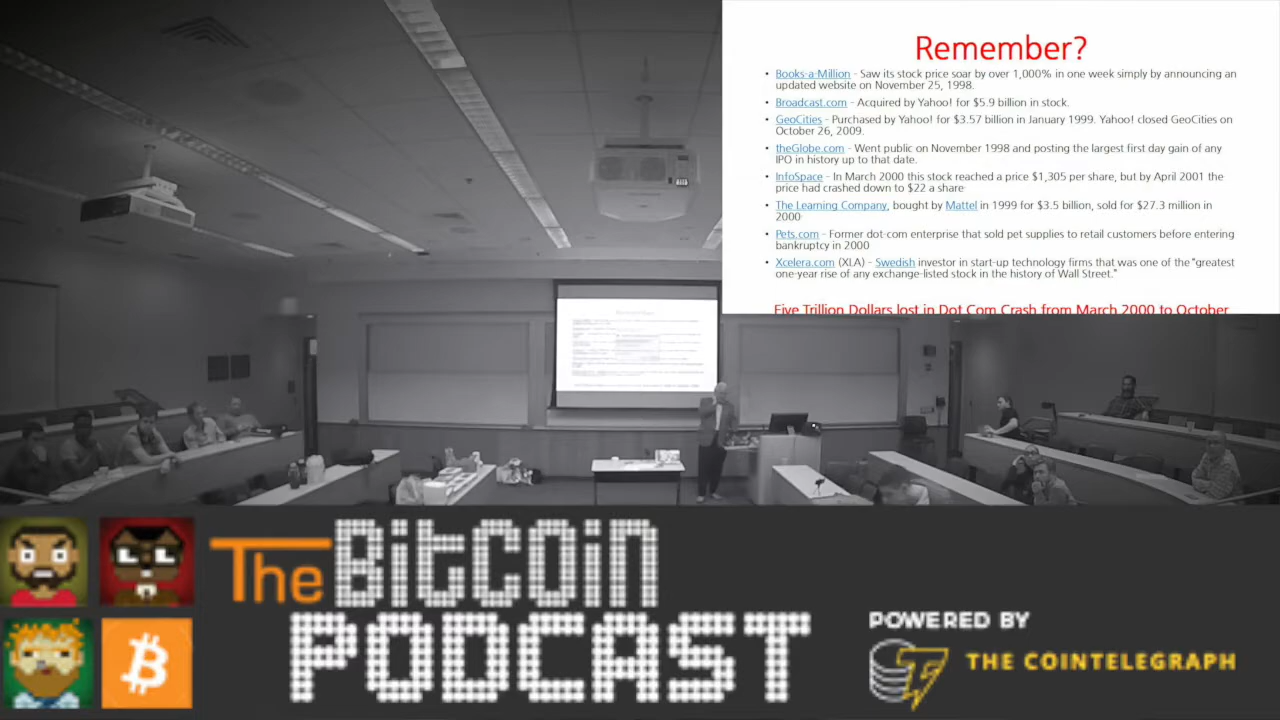 Remember?
• Books-a-Million - Saw its stock price soar by over 1,000% in one week simply by announcing an
updated website on November 25, 1998.
• Broadcast.com - Acquired by Yahoo! for $5.9 billion in stock.
• GeoCities - Purchased by Yahoo! for $3.57 billion in January 1999. Yahoo! closed GeoCities on
October 26, 2009.
• theGlobe.com - Went public on November 1998 and posting the largest first day gain of any
IPO in history up to that date.
• InfoSpace - In March 2000 this stock reached a price $1,305 per share, but by April 2001 the
price had crashed down to $22 a share
• The Learning Company, bought by Mattel in 1999 for $3.5 billion, sold for $27.3 million in
2000
• Pets.com - Former dot-com enterprise that sold pet supplies to retail customers before entering
bankruptcy in 2000
• Xcelera.com (XLA) - Swedish investor in start-up technology firms that was one of the "greatest
one-year rise of any exchange-listed stock in the history of Wall Street."
Five Trillion Dollars lost in Dot Com Crash from March 2000 to October
The BitCOiN
PODCAST
POWERED BY
THE COINTELEGRAPH